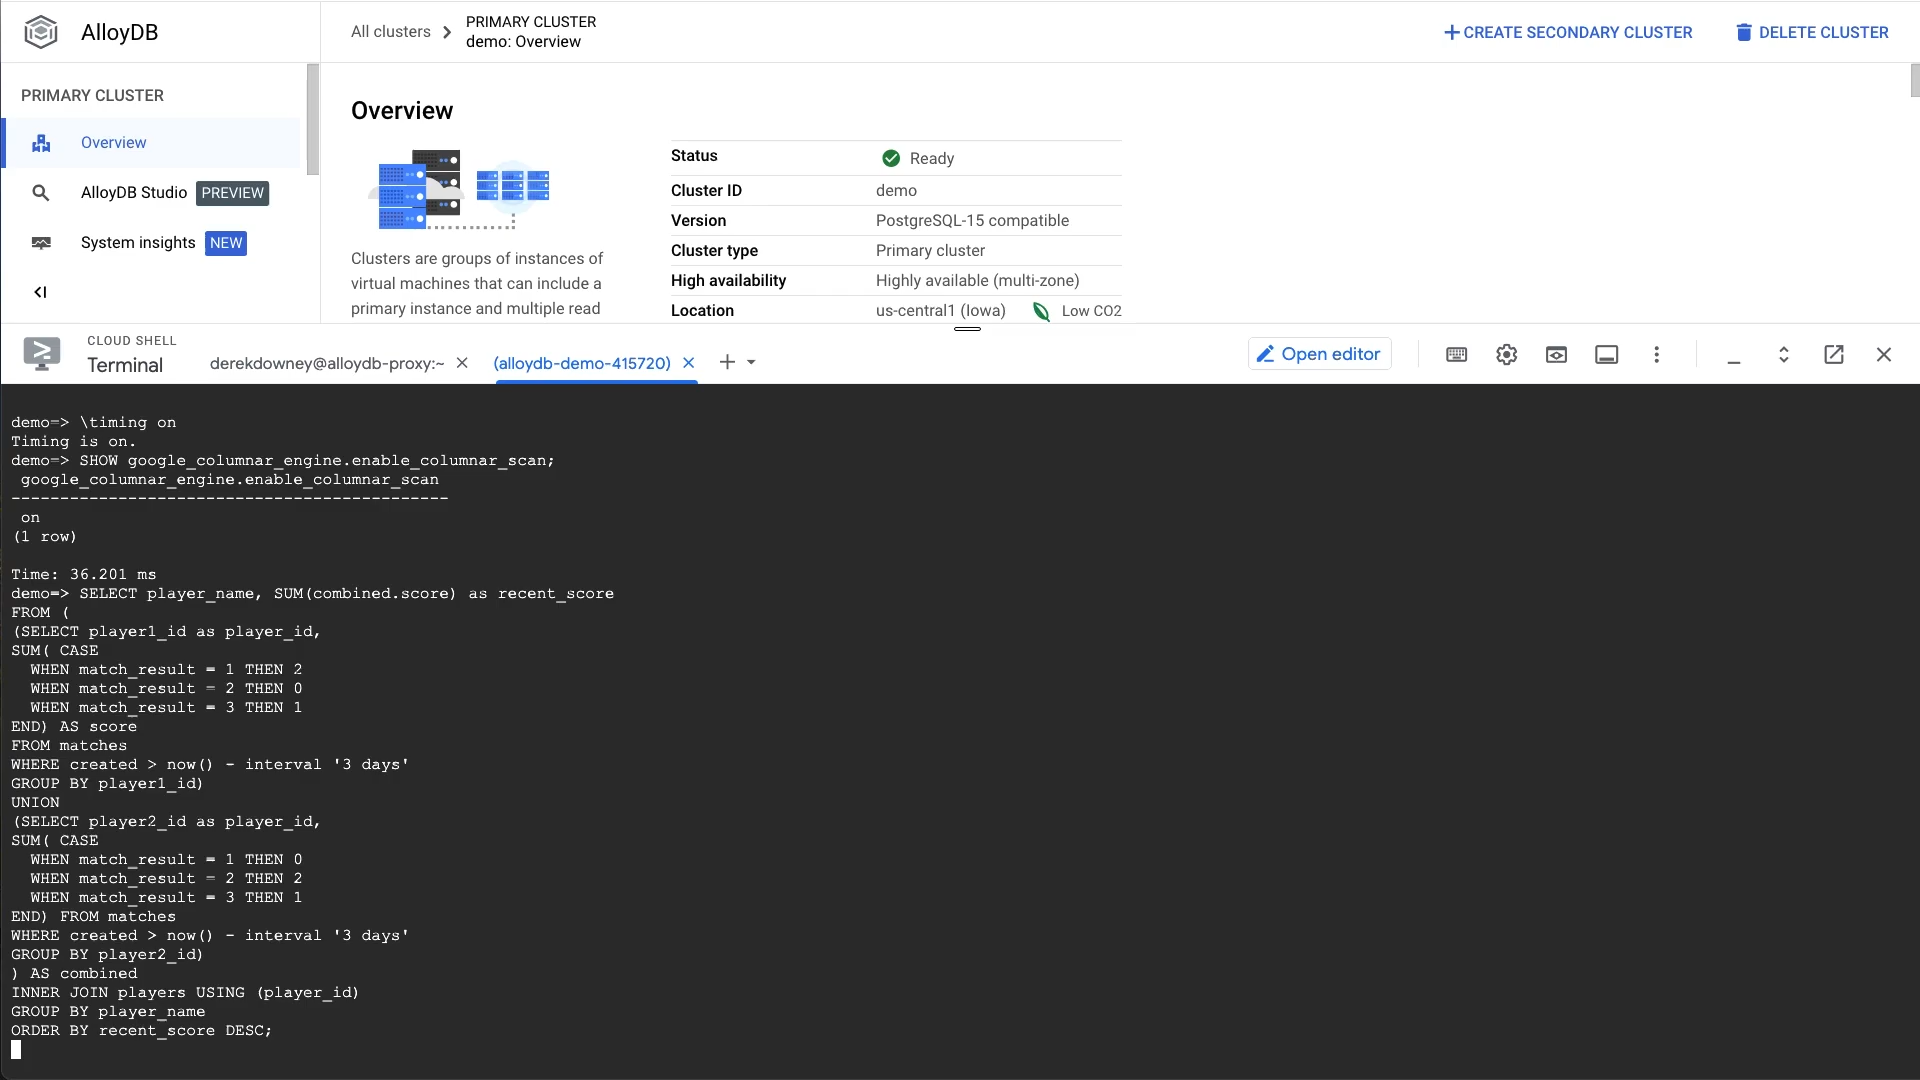 AlloyDB
All clusters
PRIMARY CLUSTER
demo: Overview
CREATE SECONDARY CLUSTER
DELETE CLUSTER
PRIMARY CLUSTER
Overview
AlloyDB Studio PREVIEW
System insights NEW
Overview
Clusters are groups of instances of
virtual machines that can include a
primary instance and multiple read
Status Ready
Cluster ID demo
Version PostgreSQL-15 compatible
Cluster type Primary cluster
High availability Highly available (multi-zone)
Location us-central1 (Iowa) Low CO2
CLOUD SHELL
Terminal
derekdowney@alloydb-proxy:~
(alloydb-demo-415720)
Open editor
demo=> \timing on
Timing is on.
demo=> SHOW google_columnar_engine.enable_columnar_scan;
google_columnar_engine.enable_columnar_scan
---------------------------------------------
on
(1 row)
Time: 36.201 ms
demo=> SELECT player_name, SUM(combined.score) as recent_score
FROM (
(SELECT player1_id as player_id,
SUM( CASE
WHEN match_result = 1 THEN 2
WHEN match_result = 2 THEN 0
WHEN match_result = 3 THEN 1
END) AS score
FROM matches
WHERE created > now() - interval '3 days'
GROUP BY player1_id)
UNION
(SELECT player2_id as player_id,
SUM( CASE
WHEN match_result = 1 THEN 0
WHEN match_result = 2 THEN 2
WHEN match_result = 3 THEN 1
END) FROM matches
WHERE created > now() - interval '3 days'
GROUP BY player2_id)
) AS combined
INNER JOIN players USING (player_id)
GROUP BY player_name
ORDER BY recent_score DESC;